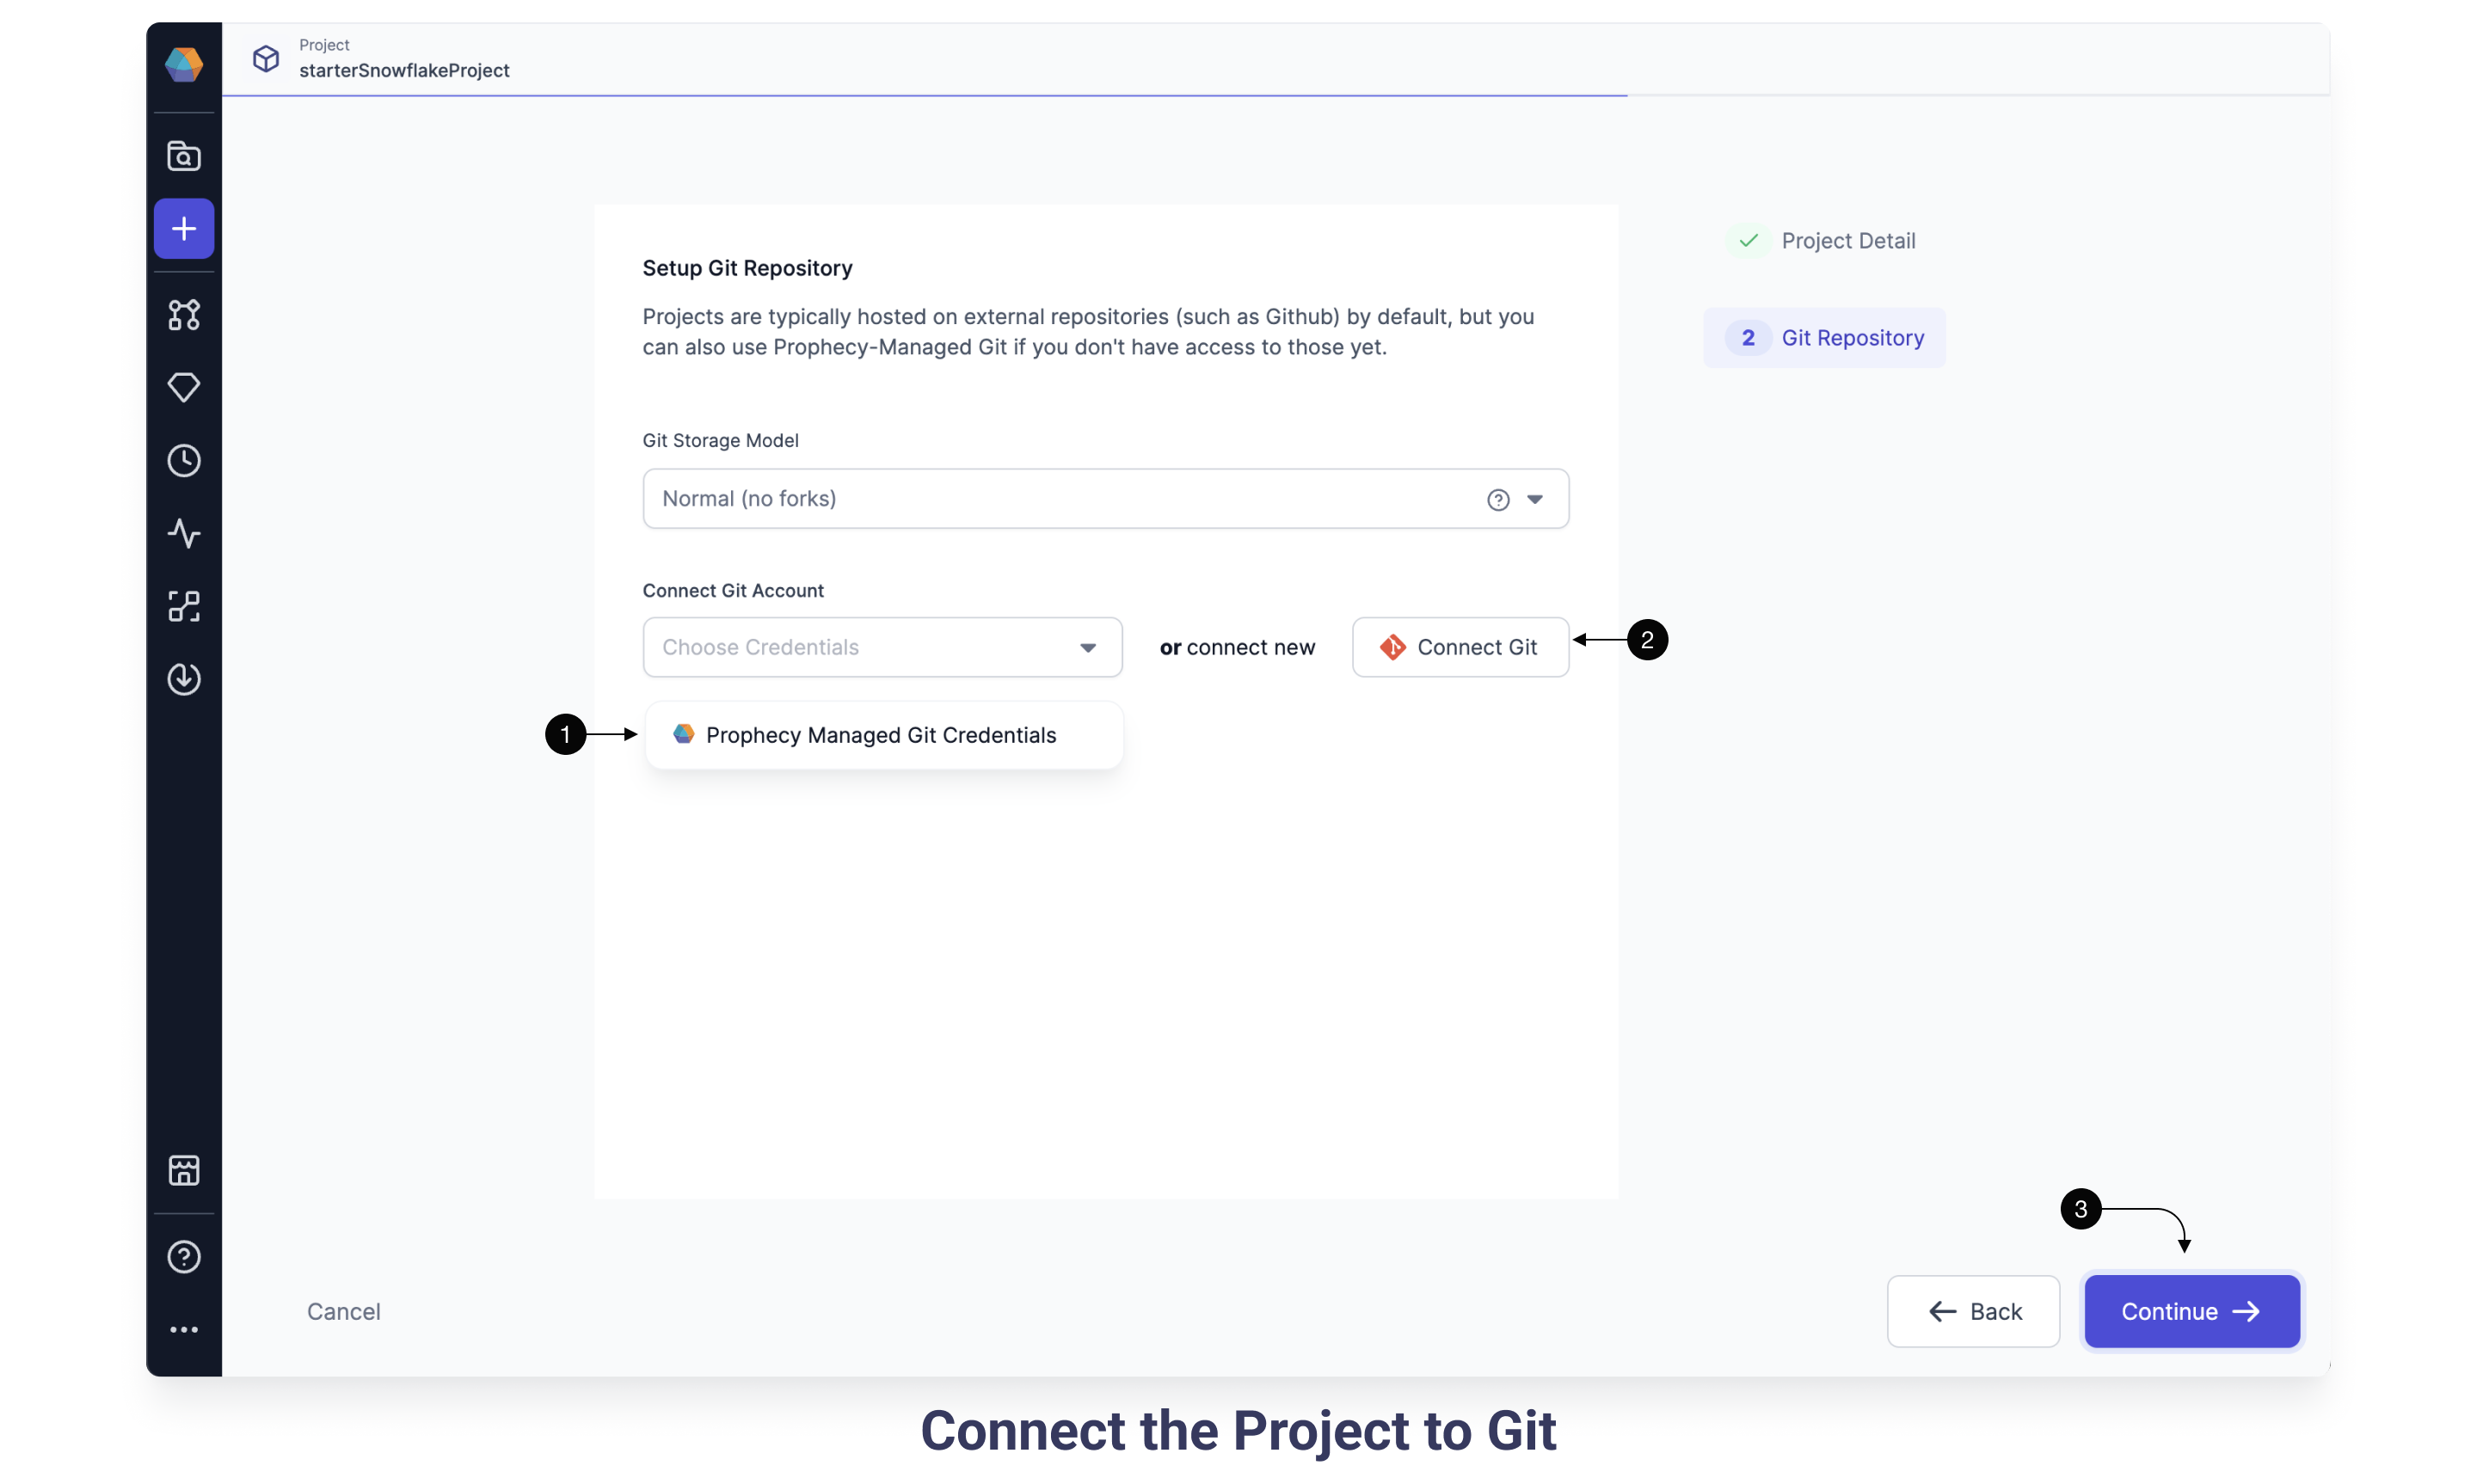 Project
starterSnowflakeProject
Setup Git Repository
Projects are typically hosted on external repositories (such as Github) by default, but you
can also use Prophecy-Managed Git if you don't have access to those yet.
Project Detail
2 Git Repository
Git Storage Model
Normal (no forks)
Connect Git Account
Choose Credentials
or connect new
Connect Git
2
1
Prophecy Managed Git Credentials
3
Cancel
Back
Continue
Connect the Project to Git